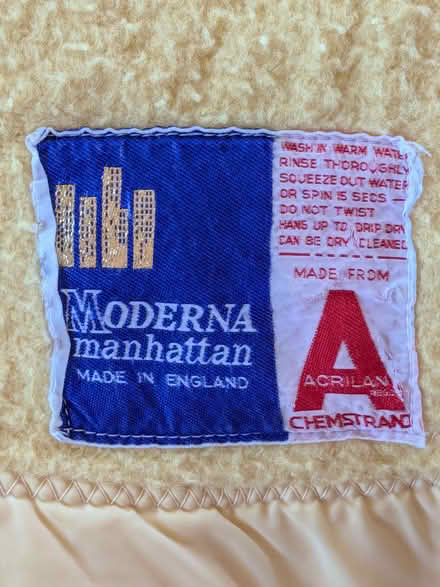 MODERNA
manhattan
MADE IN ENGLAND
WASH IN WARM WATER
RINSE THOROUGHLY
SQUEEZE OUT WATER
OR SPIN 15 SECS —
DO NOT TWIST
HANG UP TO DRIP DRY
CAN BE DRY CLEANED
MADE FROM
A
ACRILAN
REGD
CHEMSTRAND